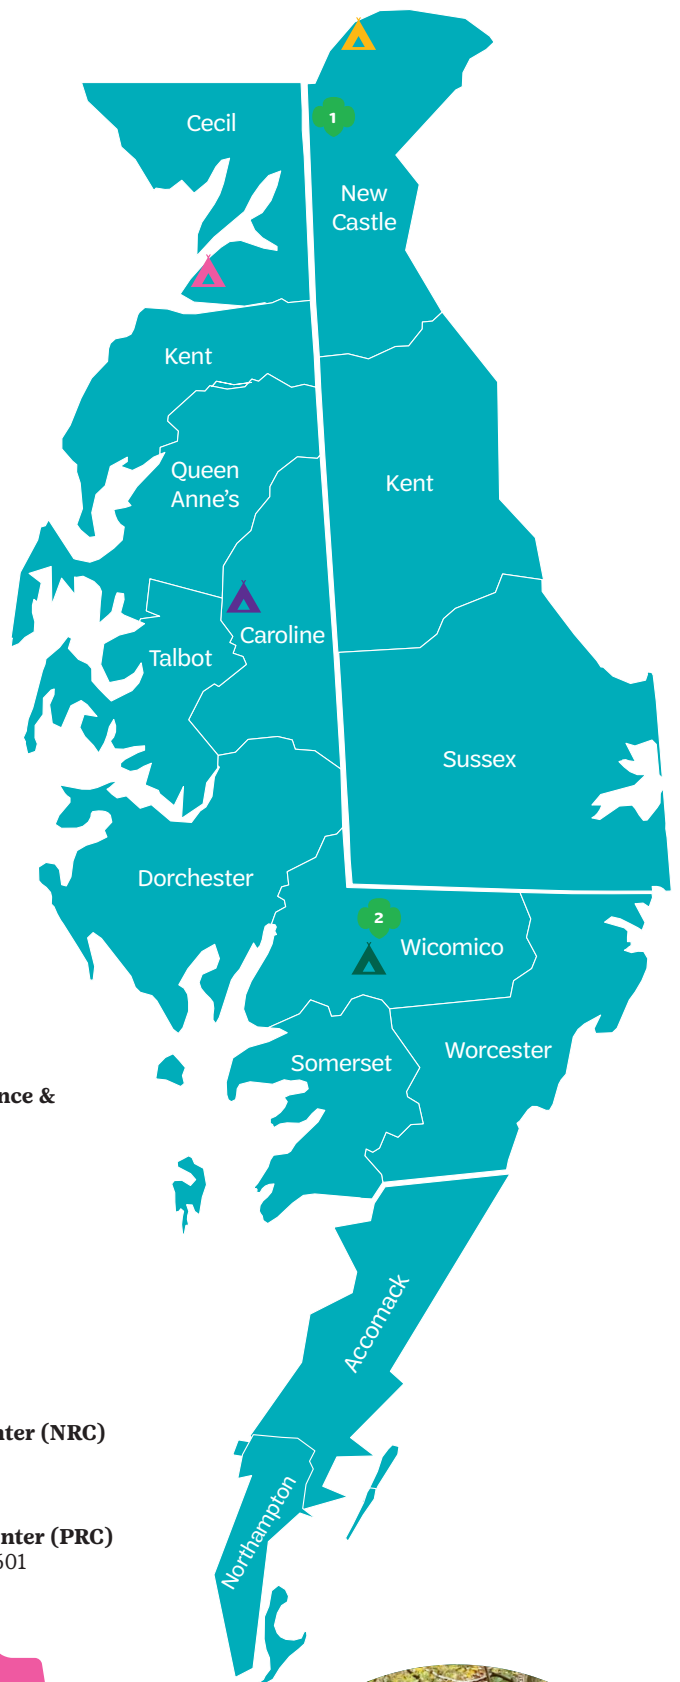 Cecil
1
New
Castle
Kent
Queen
Anne's
Kent
Caroline
Talbot
Sussex
Dorchester
2
Wicomico
Somerset
Worcester
nce &
Accomack
nter (NRC)
Northampton
nter (PRC)
501